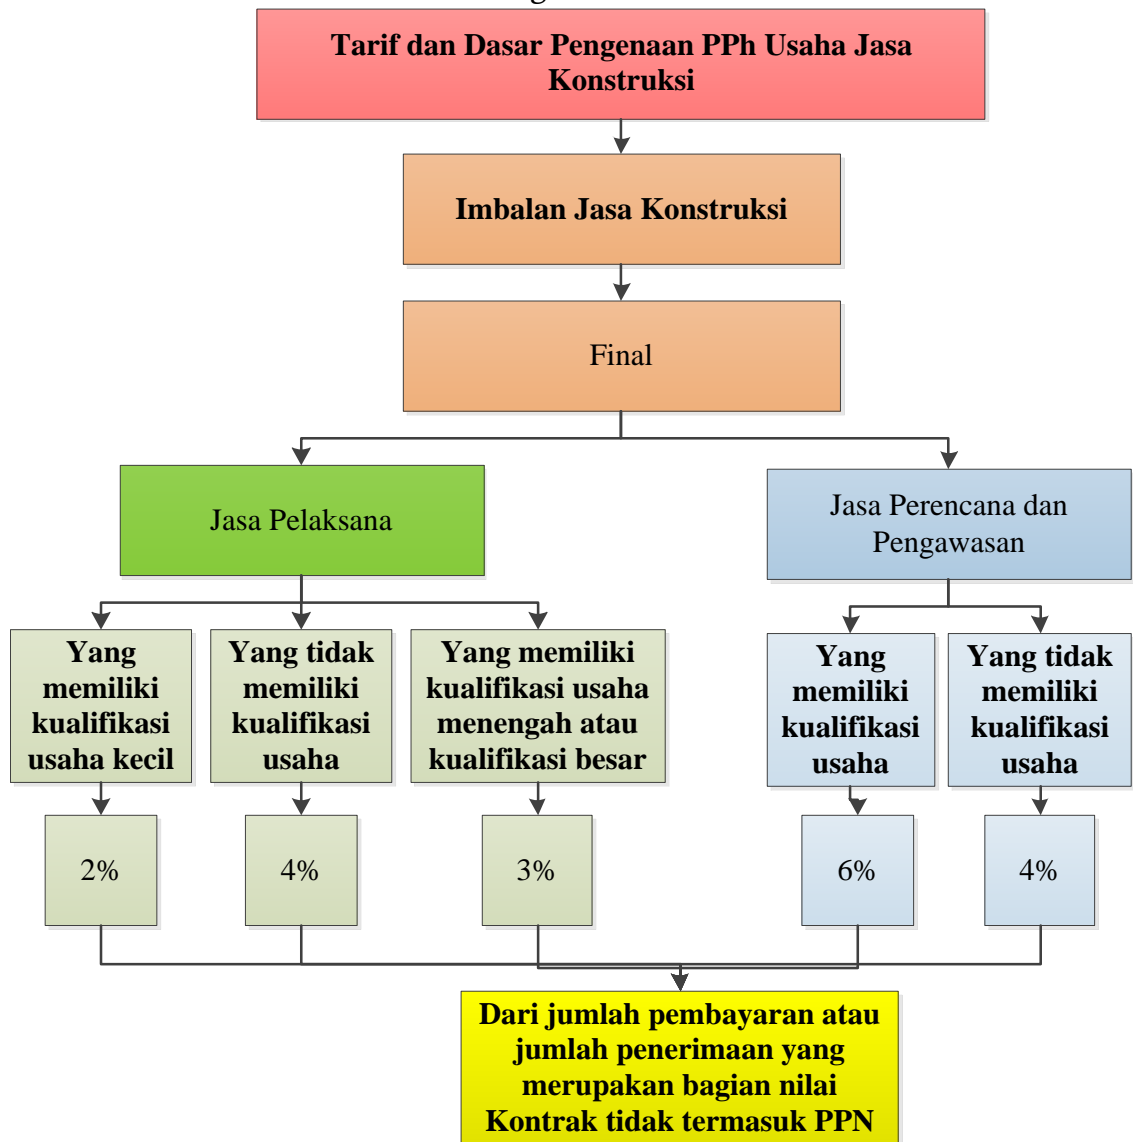 Tarif dan Dasar Pengenaan PPh Usaha Jasa
Konstruksi
Imbalan Jasa Konstruksi
Final
Jasa Pelaksana
Jasa Perencana dan
Pengawasan
Yang
memiliki
kualifikasi
usaha kecil
Yang tidak
memiliki
kualifikasi
usaha
Yang memiliki
kualifikasi usaha
menengah atau
kualifikasi besar
Yang
memiliki
kualifikasi
usaha
Yang tidak
memiliki
kualifikasi
usaha
2%
4%
3%
6%
4%
Dari jumlah pembayaran atau
jumlah penerimaan yang
merupakan bagian nilai
Kontrak tidak termasuk PPN